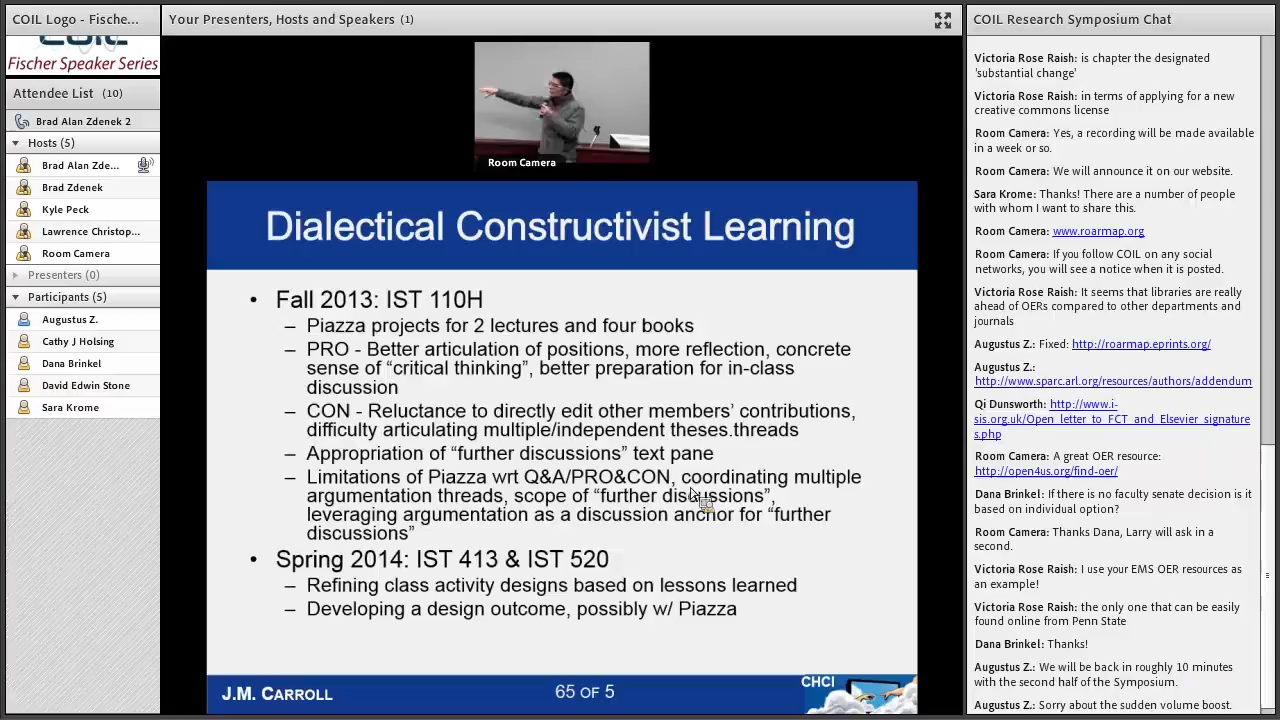 COIL Logo - Fische...
COIL
Fischer Speaker Series
Attendee List (10)
Brad Alan Zdenek 2
Hosts (5)
Brad Alan Zde...
Brad Zdenek
Kyle Peck
Lawrence Christop...
Room Camera
Presenters (0)
Participants (5)
Augustus Z.
Cathy J Holsing
Dana Brinkel
David Edwin Stone
Sara Krome
Your Presenters, Hosts and Speakers (1)
Room Camera
Dialectical Constructivist Learning
• Fall 2013: IST 110H
– Piazza projects for 2 lectures and four books
– PRO - Better articulation of positions, more reflection, concrete
sense of “critical thinking”, better preparation for in-class
discussion
– CON - Reluctance to directly edit other members’ contributions,
difficulty articulating multiple/independent theses.threads
– Appropriation of “further discussions” text pane
– Limitations of Piazza wrt Q&A/PRO&CON, coordinating multiple
argumentation threads, scope of “further discussions”,
leveraging argumentation as a discussion anchor for “further
discussions”
• Spring 2014: IST 413 & IST 520
– Refining class activity designs based on lessons learned
– Developing a design outcome, possibly w/ Piazza
J.M. CARROLL
65 OF 5
CHCI
COIL Research Symposium Chat
Victoria Rose Raish: is chapter the designated
'substantial change'
Victoria Rose Raish: in terms of applying for a new
creative commons license
Room Camera: Yes, a recording will be made available
in a week or so.
Room Camera: We will announce it on our website.
Sara Krome: Thanks! There are a number of people
with whom I want to share this.
Room Camera: www.roarmap.org
Room Camera: If you follow COIL on any social
networks, you will see a notice when it is posted.
Victoria Rose Raish: It seems that libraries are really
ahead of OERs compared to other departments and
journals
Augustus Z.: Fixed: http://roarmap.eprints.org/
Augustus Z.:
http://www.sparc.arl.org/resources/authors/addendum
Qi Dunsworth: http://www.i-
sis.org.uk/Open_letter_to_FCT_and_Elsevier_signature
s.php
Room Camera: A great OER resource:
http://open4us.org/find-oer/
Dana Brinkel: If there is no faculty senate decision is it
based on individual option?
Room Camera: Thanks Dana, Larry will ask in a
second.
Victoria Rose Raish: I use your EMS OER resources as
an example!
Victoria Rose Raish: the only one that can be easily
found online from Penn State
Dana Brinkel: Thanks!
Augustus Z.: We will be back in roughly 10 minutes
with the second half of the Symposium.
Augustus Z.: Sorry about the sudden volume boost.